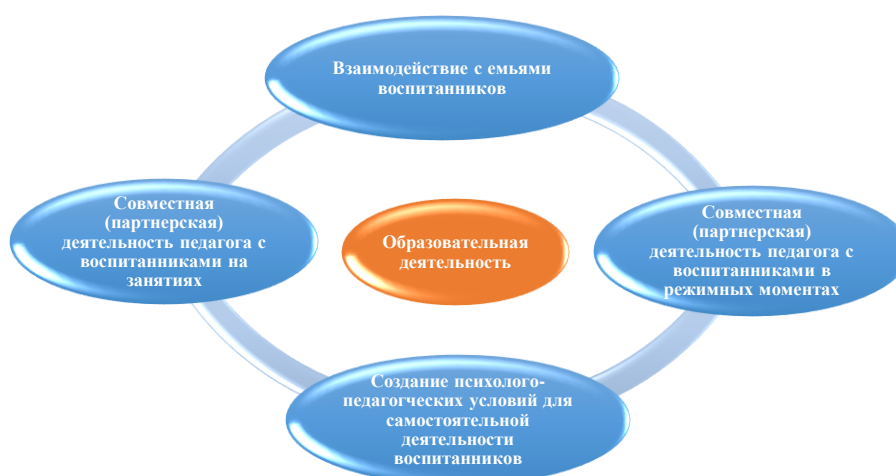 Взаимодействие с емьями
воспитанников
Совместная
(партнерская)
деятельность педагога с
воспитанниками на
занятиях
Образовательная
деятельность
Совместная
(партнерская)
деятельность педагога с
воспитанниками в
режимных моментах
Создание психолого-
педагогческих условий для
самостоятельной
деятельности
воспитанников